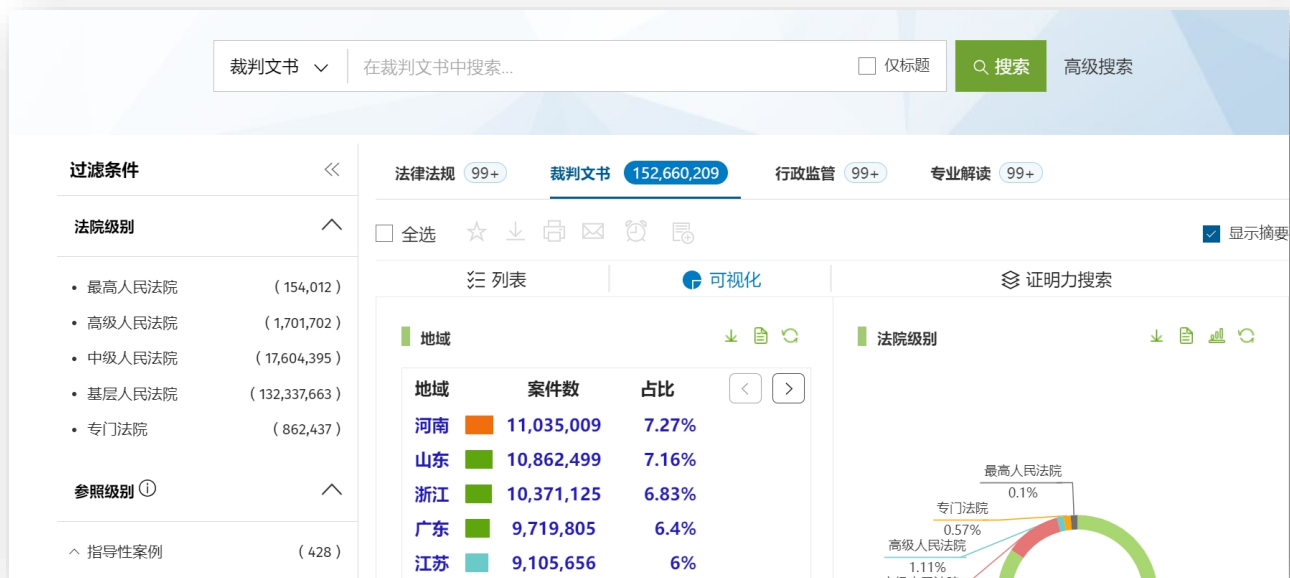 裁判文书 在裁判文书中搜索... 仅标题 搜索 高级搜索
过滤条件
法院级别
最高人民法院 ( 154,012 )
高级人民法院 ( 1,701,702 )
中级人民法院 ( 17,604,395 )
基层人民法院 ( 132,337,663 )
专门法院 ( 862,437 )
参照级别
指导性案例 ( 428 )
法律法规 99+ 裁判文书 152,660,209 行政监管 99+ 专业解读 99+
全选 显示摘要
列表 可视化 证明力搜索
地域
地域 案件数 占比
河南 11,035,009 7.27%
山东 10,862,499 7.16%
浙江 10,371,125 6.83%
广东 9,719,805 6.4%
江苏 9,105,656 6%
法院级别
最高人民法院
0.1%
专门法院
0.57%
高级人民法院
1.11%